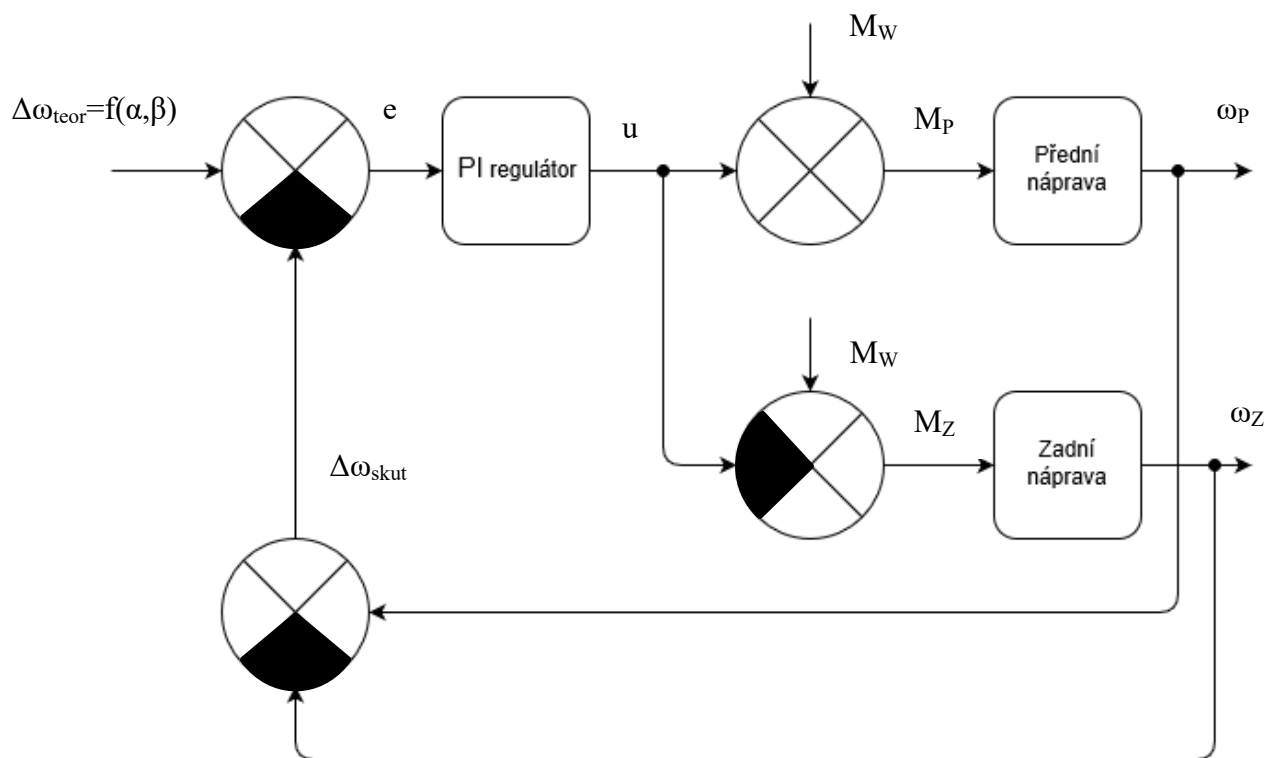 M_W
Δω_teor=f(α,β)
e
PI regulátor
u
M_P
Přední
náprava
ω_P
M_W
M_Z
Zadní
náprava
ω_Z
Δω_skut